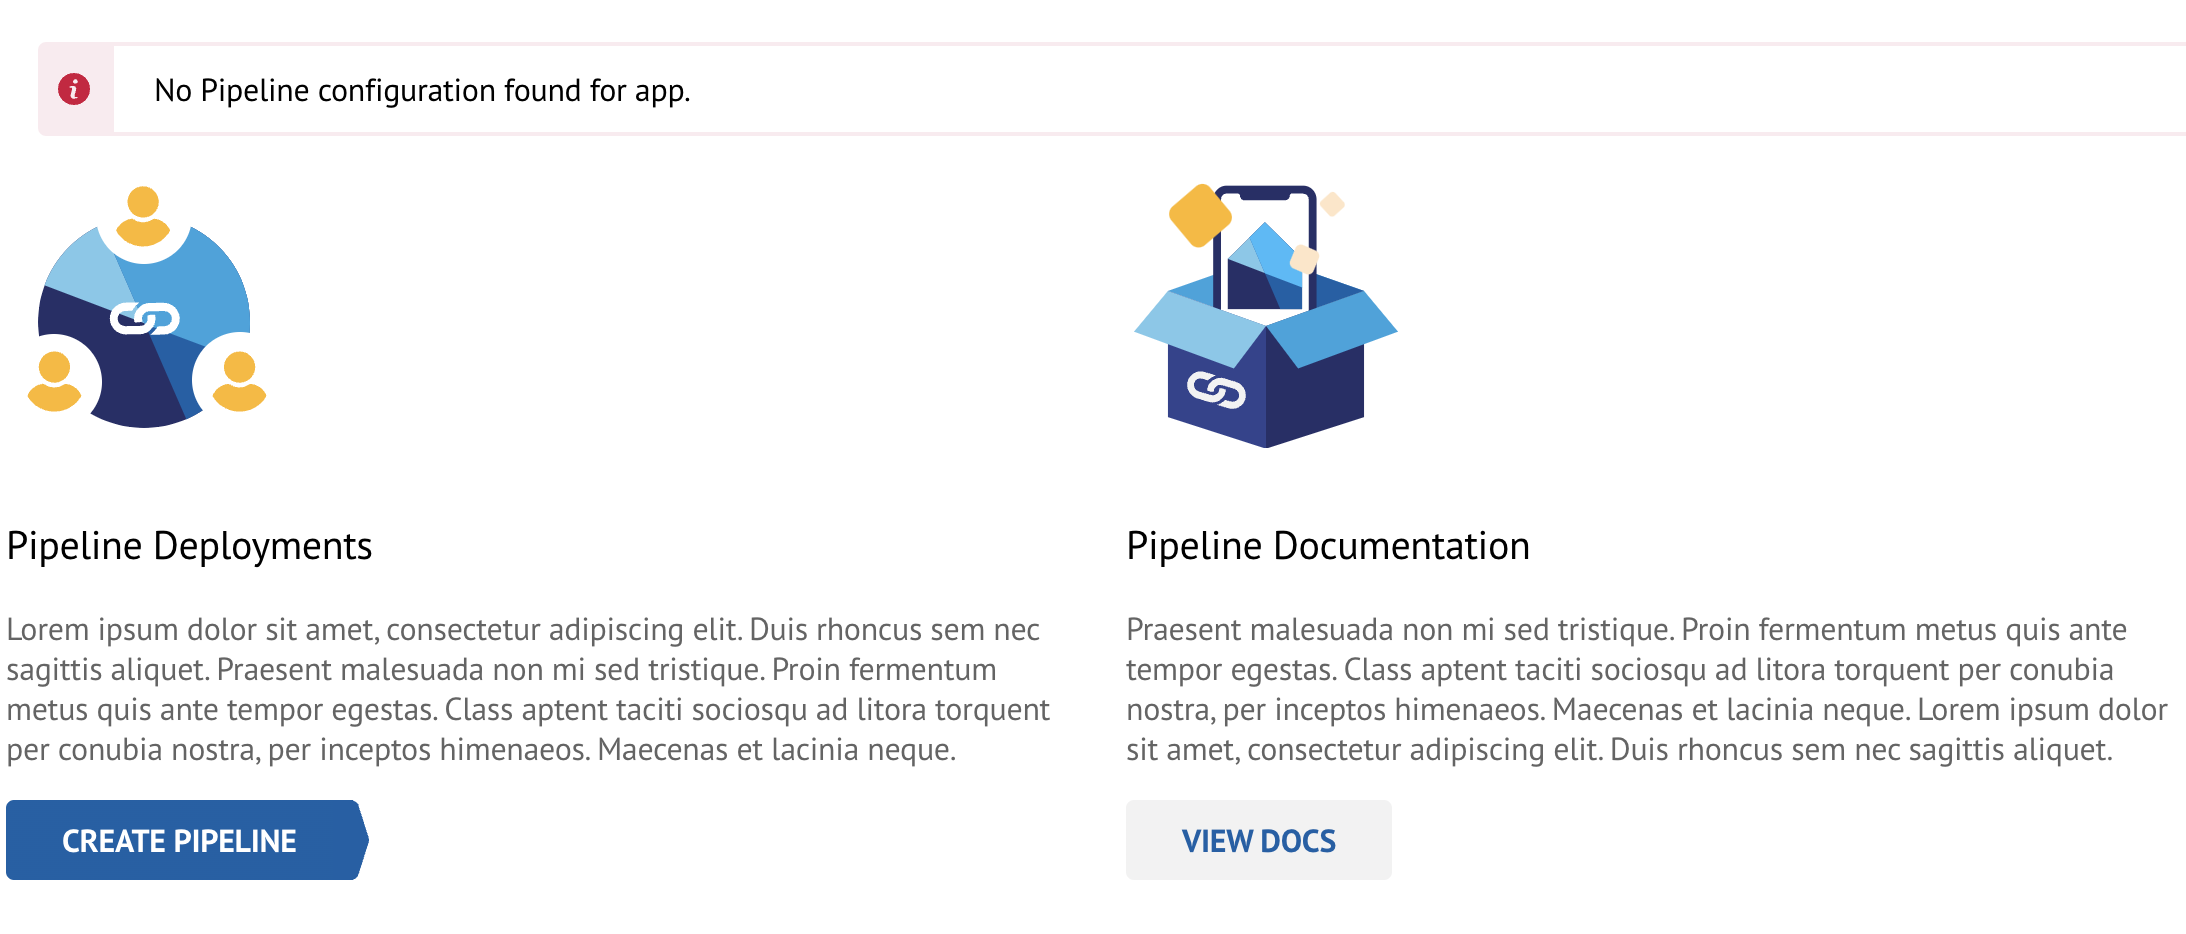 No Pipeline configuration found for app.
Pipeline Deployments
Lorem ipsum dolor sit amet, consectetur adipiscing elit. Duis rhoncus sem nec
sagittis aliquet. Praesent malesuada non mi sed tristique. Proin fermentum
metus quis ante tempor egestas. Class aptent taciti sociosqu ad litora torquent
per conubia nostra, per inceptos himenaeos. Maecenas et lacinia neque.
CREATE PIPELINE
Pipeline Documentation
Praesent malesuada non mi sed tristique. Proin fermentum metus quis ante
tempor egestas. Class aptent taciti sociosqu ad litora torquent per conubia
nostra, per inceptos himenaeos. Maecenas et lacinia neque. Lorem ipsum dolor
sit amet, consectetur adipiscing elit. Duis rhoncus sem nec sagittis aliquet.
VIEW DOCS